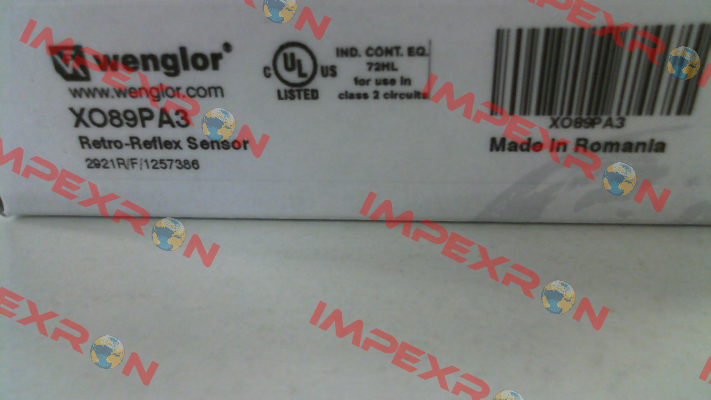 wenglor®
www.wenglor.com
XO89PA3
Retro-Reflex Sensor
2921R/F/1257386
C UL US
LISTED
IND. CONT. EQ.
72HL
for use in
class 2 circuits
XO89PA3
Made in Romania
IMPEXRON
IMPEXRON
IMPEXRON
IMPEXRON
IMPEXRON
IMPEXRON
IMPEXRON
IMPEXRON